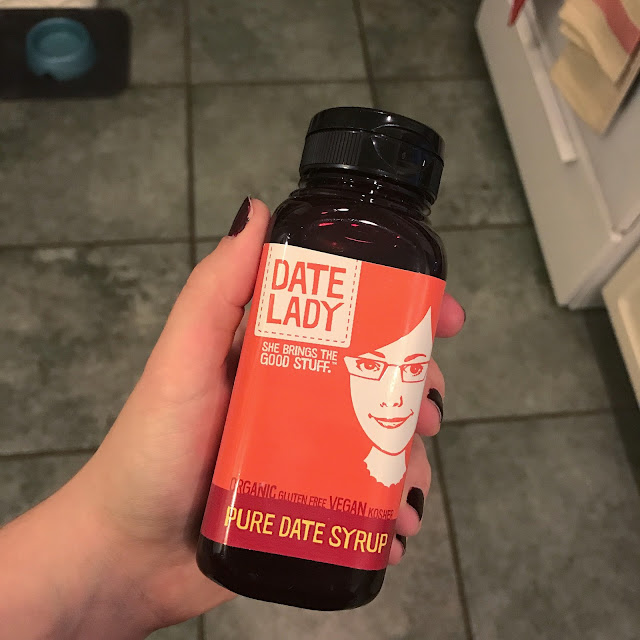 DATE
LADY
SHE BRINGS THE
GOOD STUFF.™
ORGANIC GLUTEN FREE VEGAN KOSHER
PURE DATE SYRUP